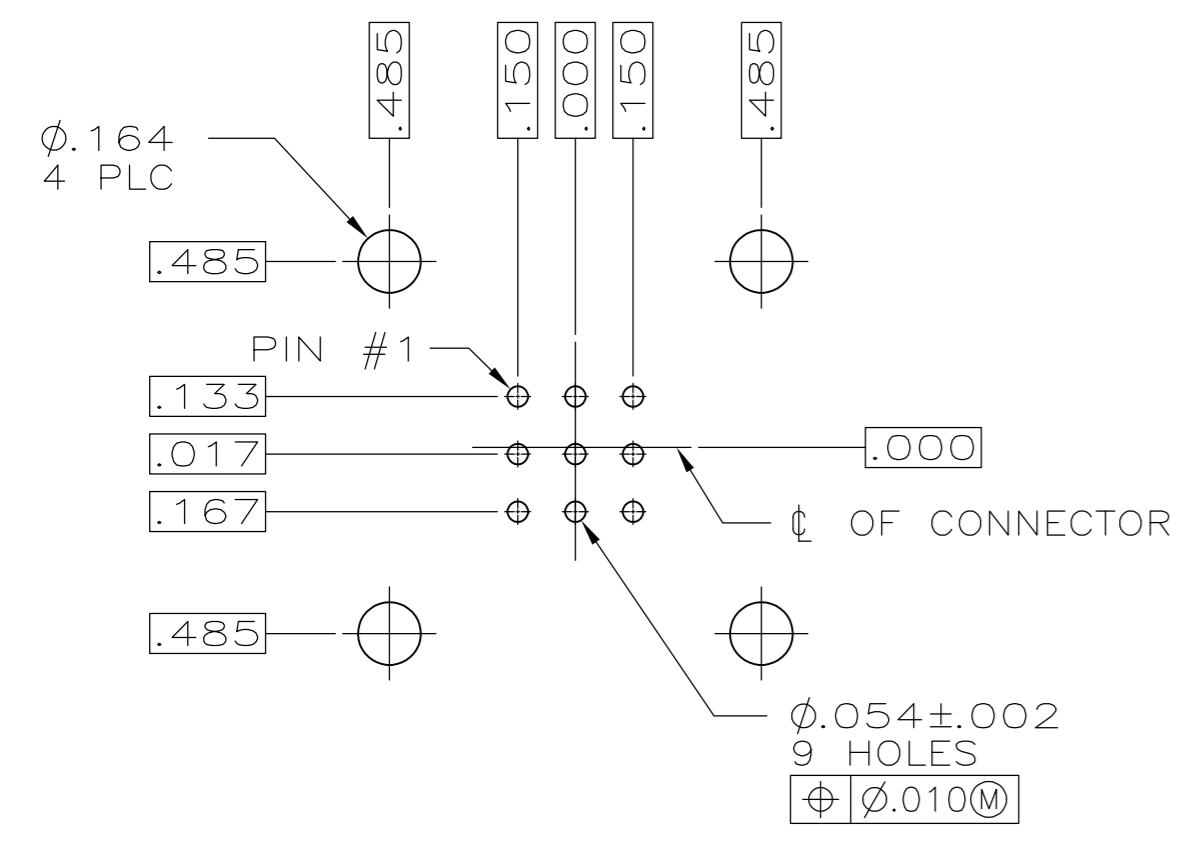 .485
.150
.000
.150
.485
Ø.164
4 PLC
.485
PIN #1
.133
.017
.000
.167
℄ OF CONNECTOR
.485
Ø.054±.002
9 HOLES
⌖ Ø.010Ⓜ